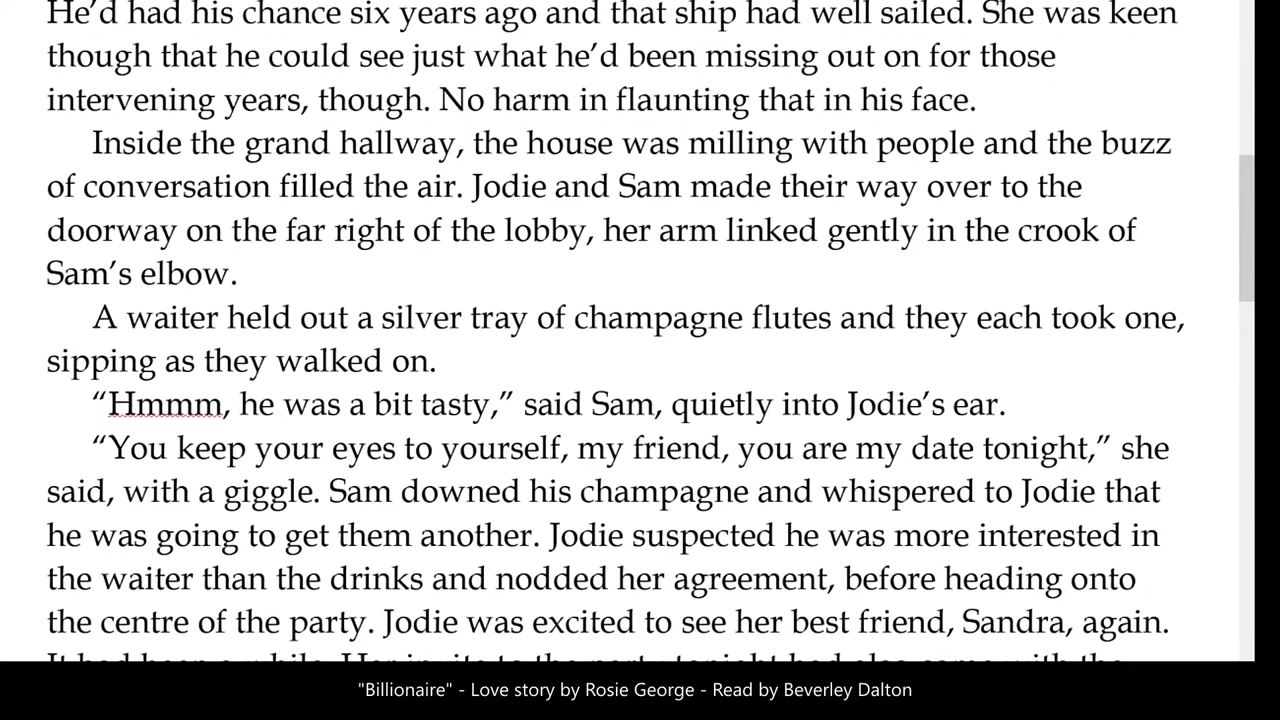 He’d had his chance six years ago and that ship had well sailed. She was keen
though that he could see just what he’d been missing out on for those
intervening years, though. No harm in flaunting that in his face.
Inside the grand hallway, the house was milling with people and the buzz
of conversation filled the air. Jodie and Sam made their way over to the
doorway on the far right of the lobby, her arm linked gently in the crook of
Sam’s elbow.
A waiter held out a silver tray of champagne flutes and they each took one,
sipping as they walked on.
“Hmmm, he was a bit tasty,” said Sam, quietly into Jodie’s ear.
“You keep your eyes to yourself, my friend, you are my date tonight,” she
said, with a giggle. Sam downed his champagne and whispered to Jodie that
he was going to get them another. Jodie suspected he was more interested in
the waiter than the drinks and nodded her agreement, before heading onto
the centre of the party. Jodie was excited to see her best friend, Sandra, again.
"Billionaire" - Love story by Rosie George - Read by Beverley Dalton